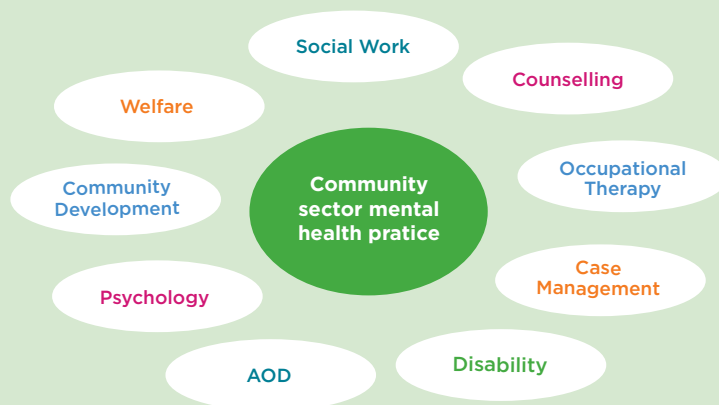 Social Work
Counselling
Welfare
Occupational
Therapy
Community
Development
Community
sector mental
health pratice
Case
Management
Psychology
Disability
AOD